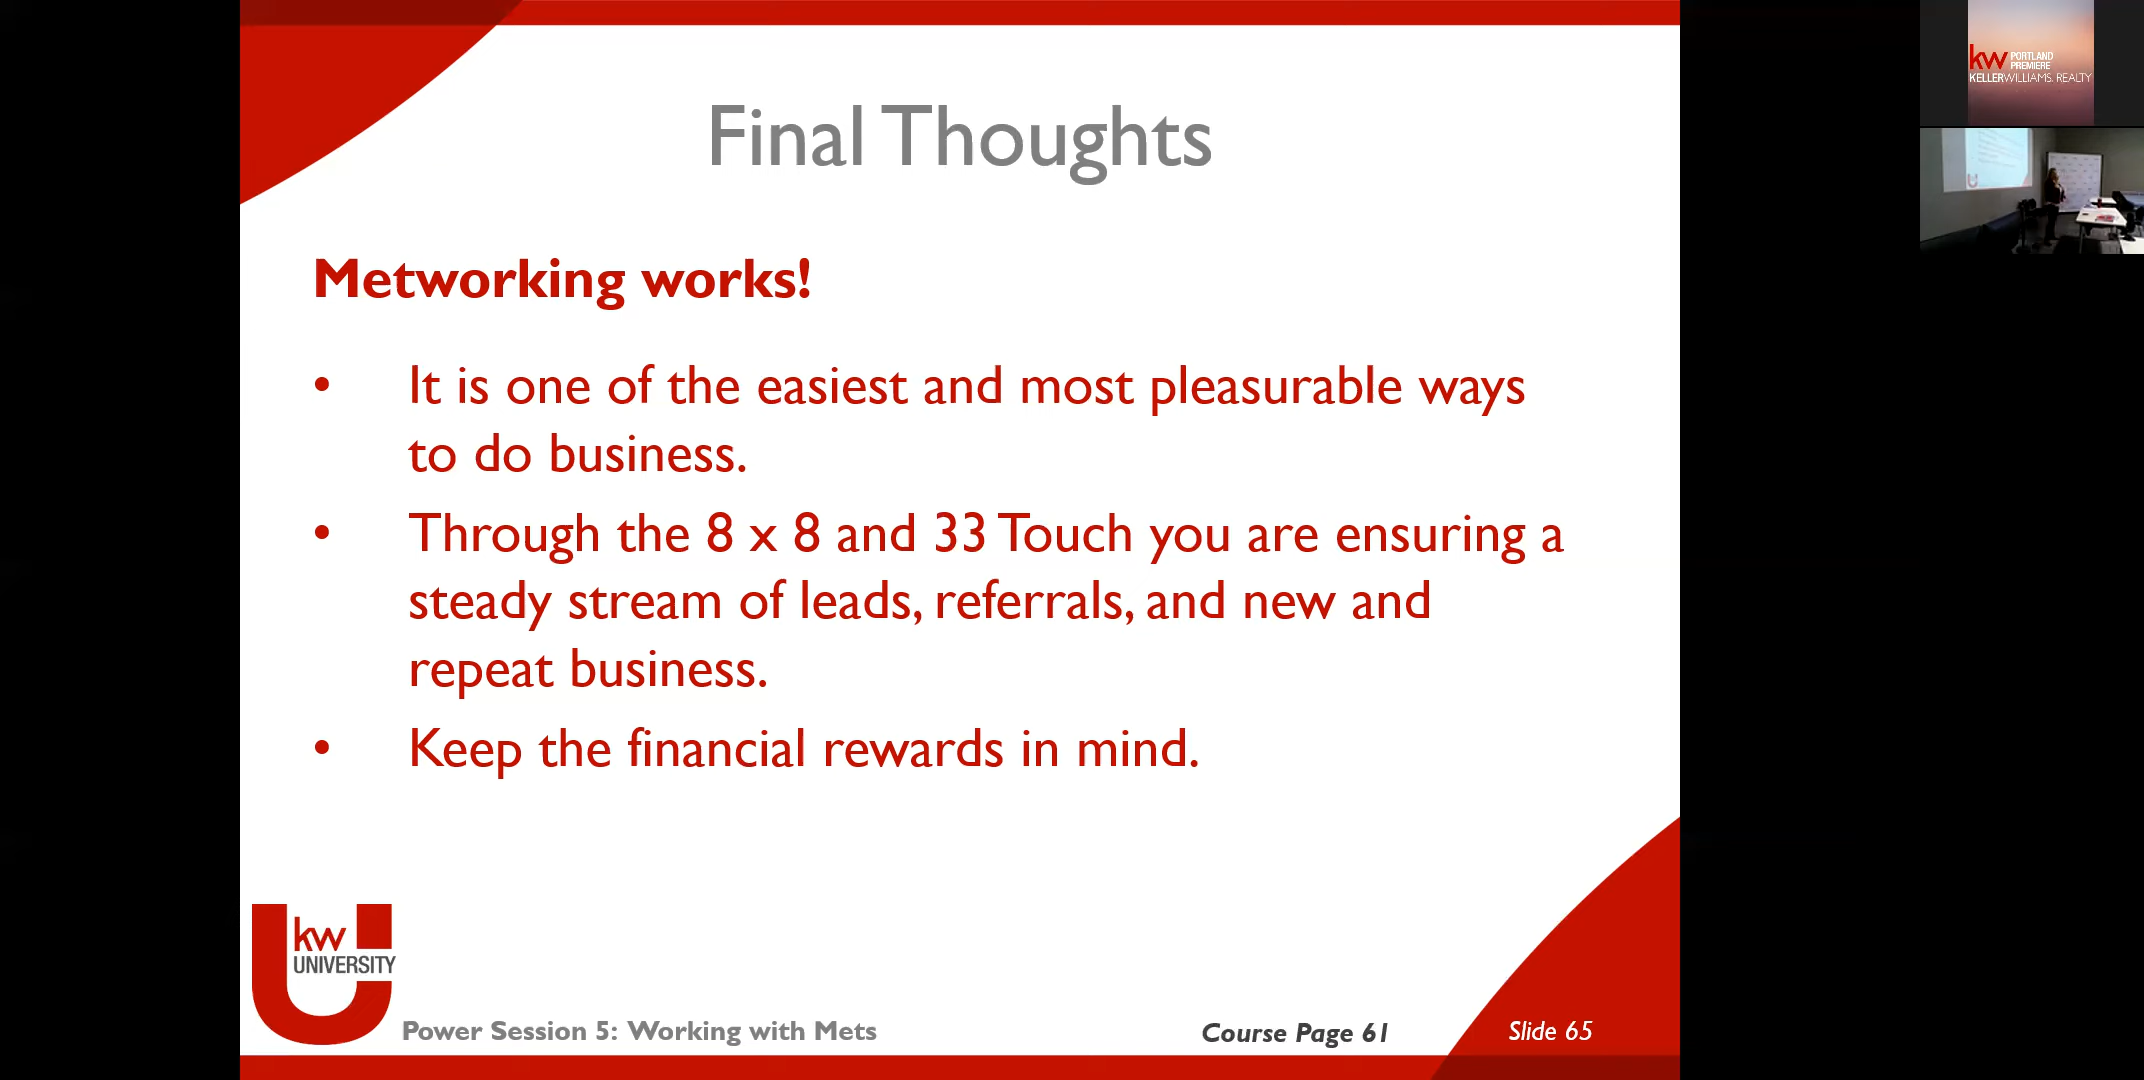 Final Thoughts
Metworking works!
• It is one of the easiest and most pleasurable ways
to do business.
• Through the 8 x 8 and 33 Touch you are ensuring a
steady stream of leads, referrals, and new and
repeat business.
• Keep the financial rewards in mind.
kw
UNIVERSITY
Power Session 5: Working with Mets
Course Page 61
Slide 65
kw PORTLAND
PREMIERE
KELLERWILLIAMS. REALTY